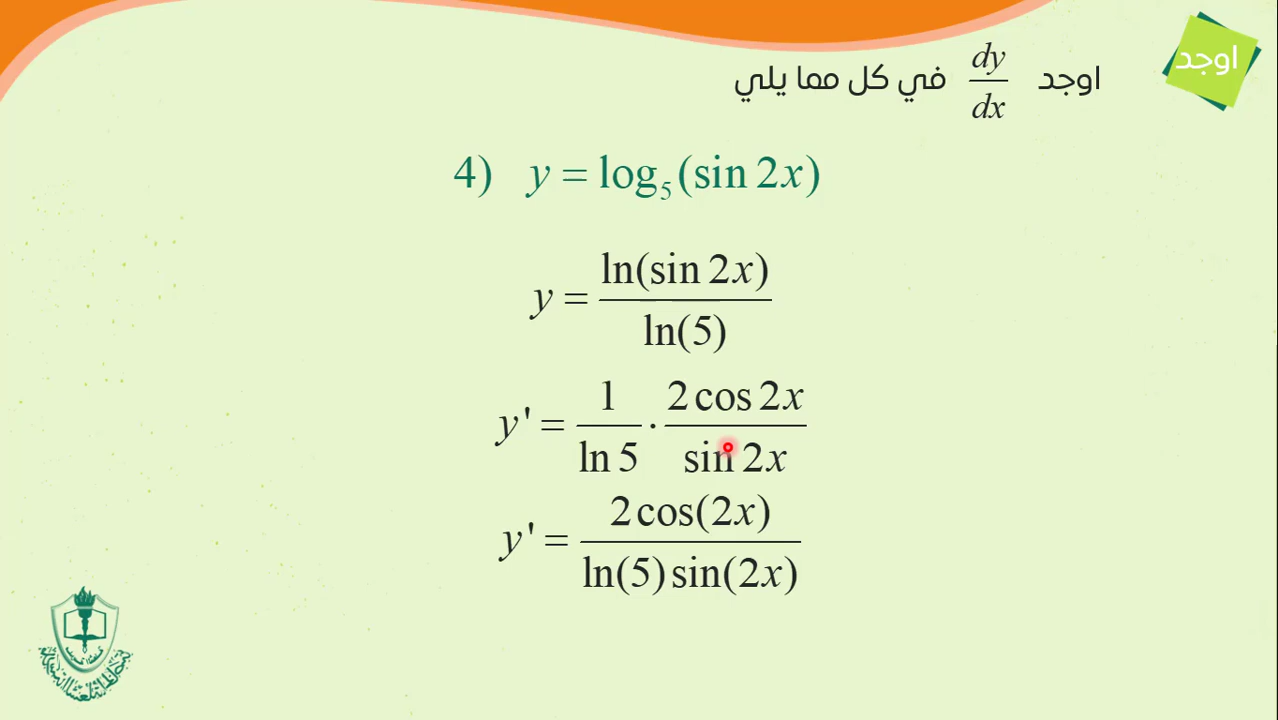 اوجد
اوجد dy/dx في كل مما يلي
4) y = log₅(sin 2x)
y = ln(sin 2x)/ln(5)
y' = 1/ln 5 · 2 cos 2x/sin 2x
y' = 2 cos(2x)/ln(5) sin(2x)